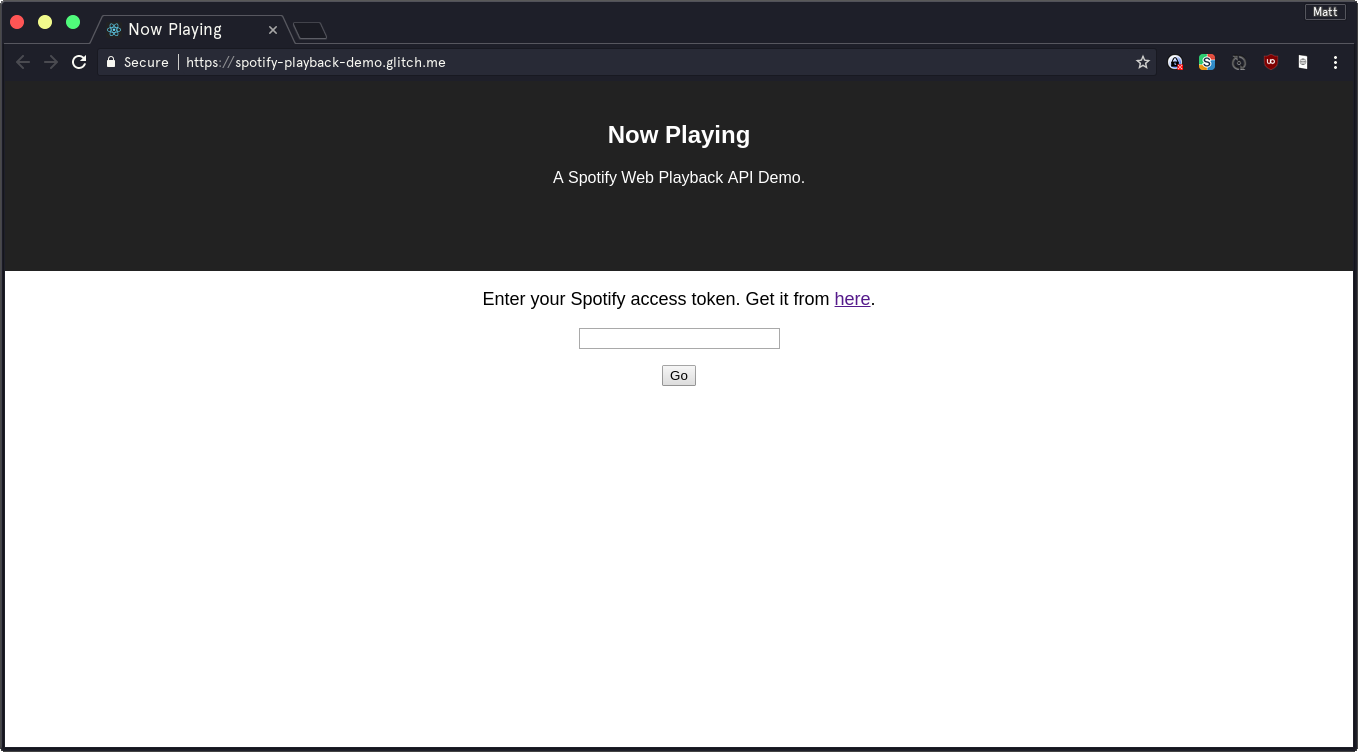 Matt
Now Playing
Secure
https://spotify-playback-demo.glitch.me
S
UO
Now Playing
A Spotify Web Playback API Demo.
Enter your Spotify access token. Get it from here.
Go